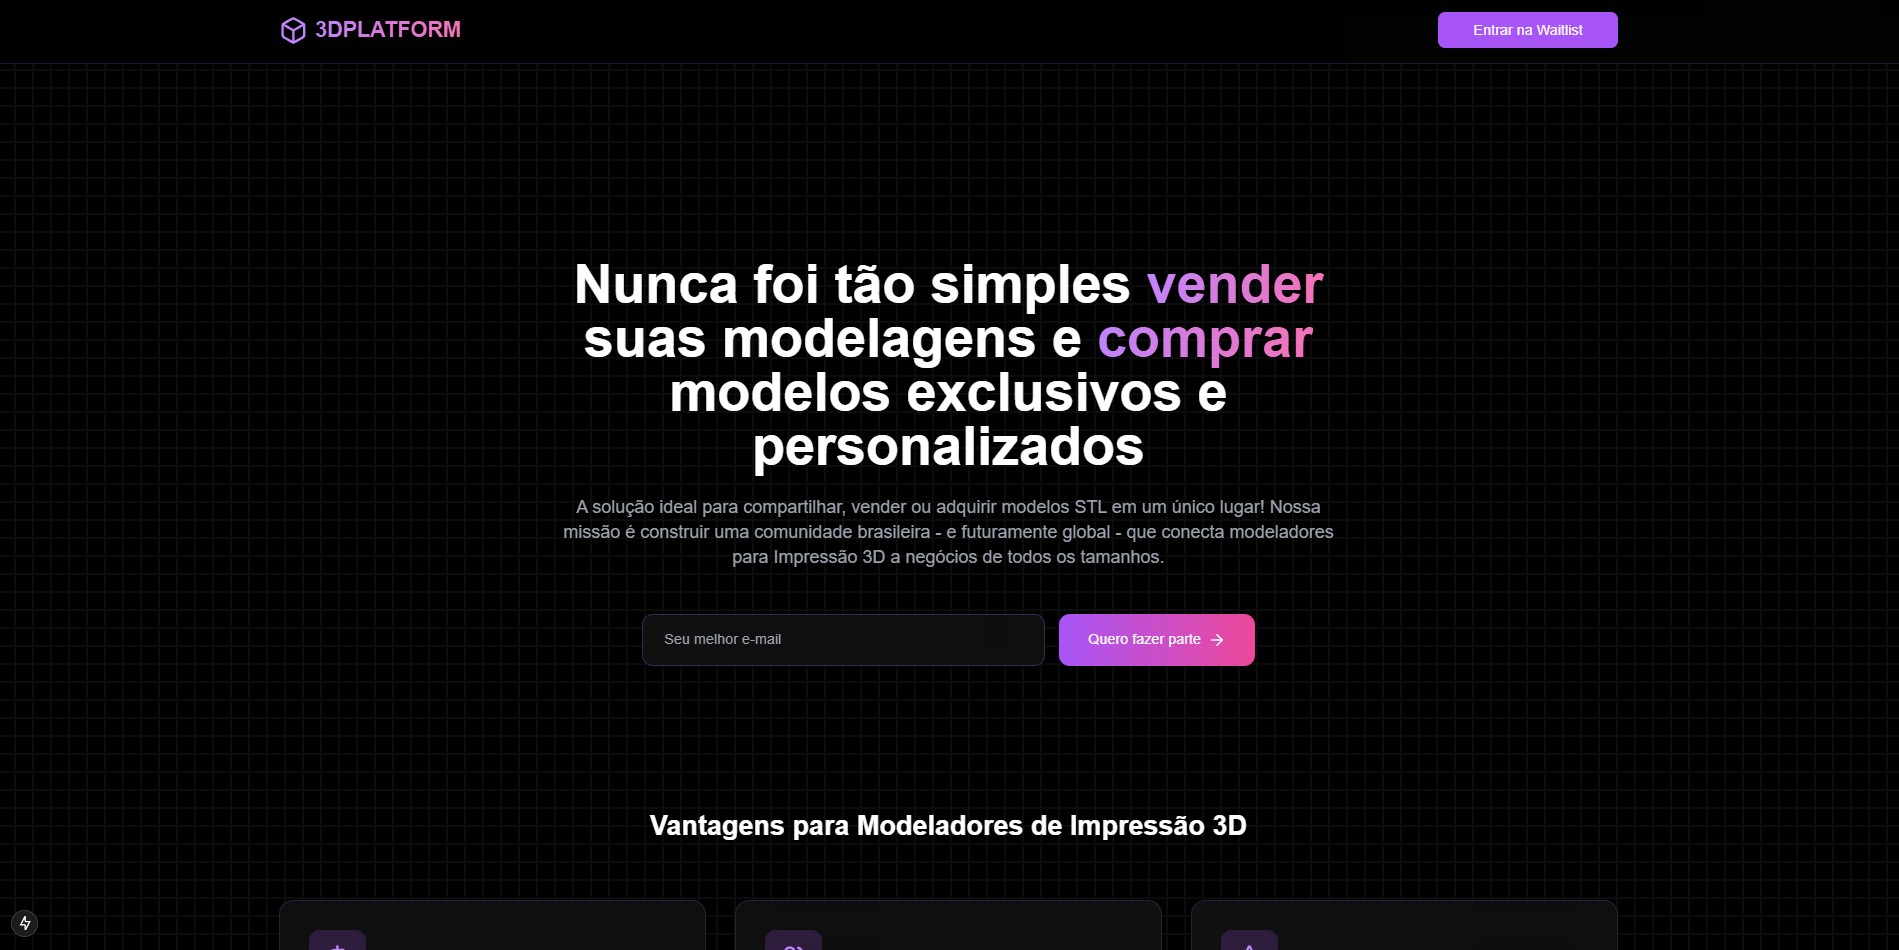 3DPLATFORM
Entrar na Waitlist
Nunca foi tão simples vender
suas modelagens e comprar
modelos exclusivos e
personalizados
A solução ideal para compartilhar, vender ou adquirir modelos STL em um único lugar! Nossa
missão é construir uma comunidade brasileira - e futuramente global - que conecta modeladores
para Impressão 3D a negócios de todos os tamanhos.
Seu melhor e-mail
Quero fazer parte
Vantagens para Modeladores de Impressão 3D